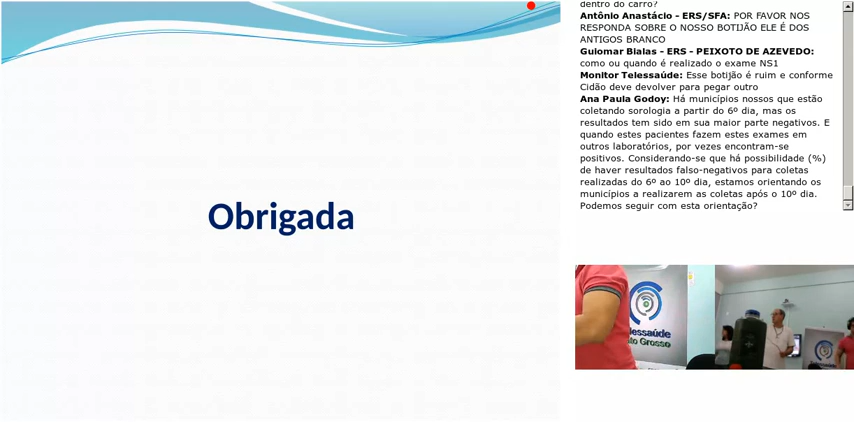 Obrigada
dentro do carro?
Antônio Anastácio - ERS/SFA: POR FAVOR NOS
RESPONDA SOBRE O NOSSO BOTIJÃO ELE É DOS
ANTIGOS BRANCO
Guiomar Bialas - ERS - PEIXOTO DE AZEVEDO:
como ou quando é realizado o exame NS1
Monitor Telessaúde: Esse botijão é ruim e conforme
Cidão deve devolver para pegar outro
Ana Paula Godoy: Há municípios nossos que estão
coletando sorologia a partir do 6º dia, mas os
resultados tem sido em sua maior parte negativos. E
quando estes pacientes fazem estes exames em
outros laboratórios, por vezes encontram-se
positivos. Considerando-se que há possibilidade (%)
de haver resultados falso-negativos para coletas
realizadas do 6º ao 10º dia, estamos orientando os
municípios a realizarem as coletas após o 10º dia.
Podemos seguir com esta orientação?
lessaúde
to Grosso